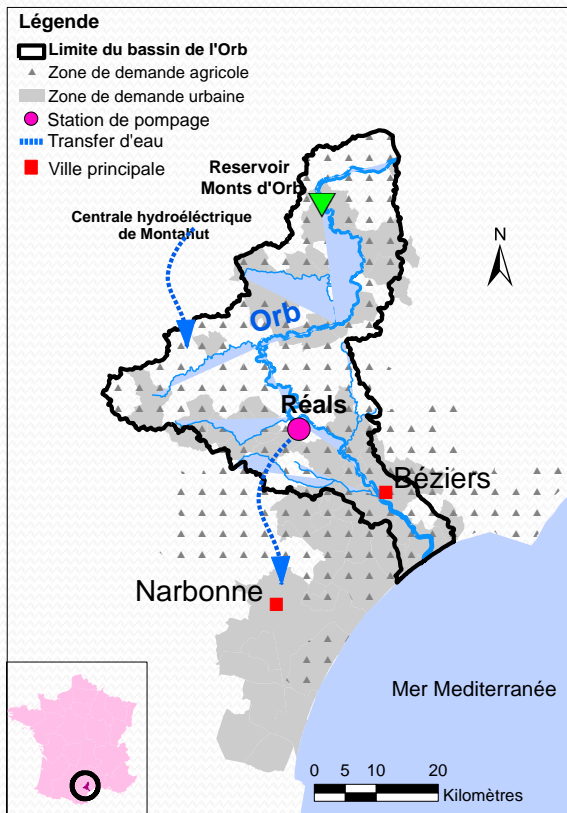 Légende
Limite du bassin de l'Orb
Zone de demande agricole
Zone de demande urbaine
Station de pompage
Transfer d'eau
Ville principale
Reservoir
Monts d'Orb
Centrale hydroéléctrique
de Montahut
N
Orb
Réals
Béziers
Narbonne
Mer Mediterranée
0 5 10 20
Kilomètres